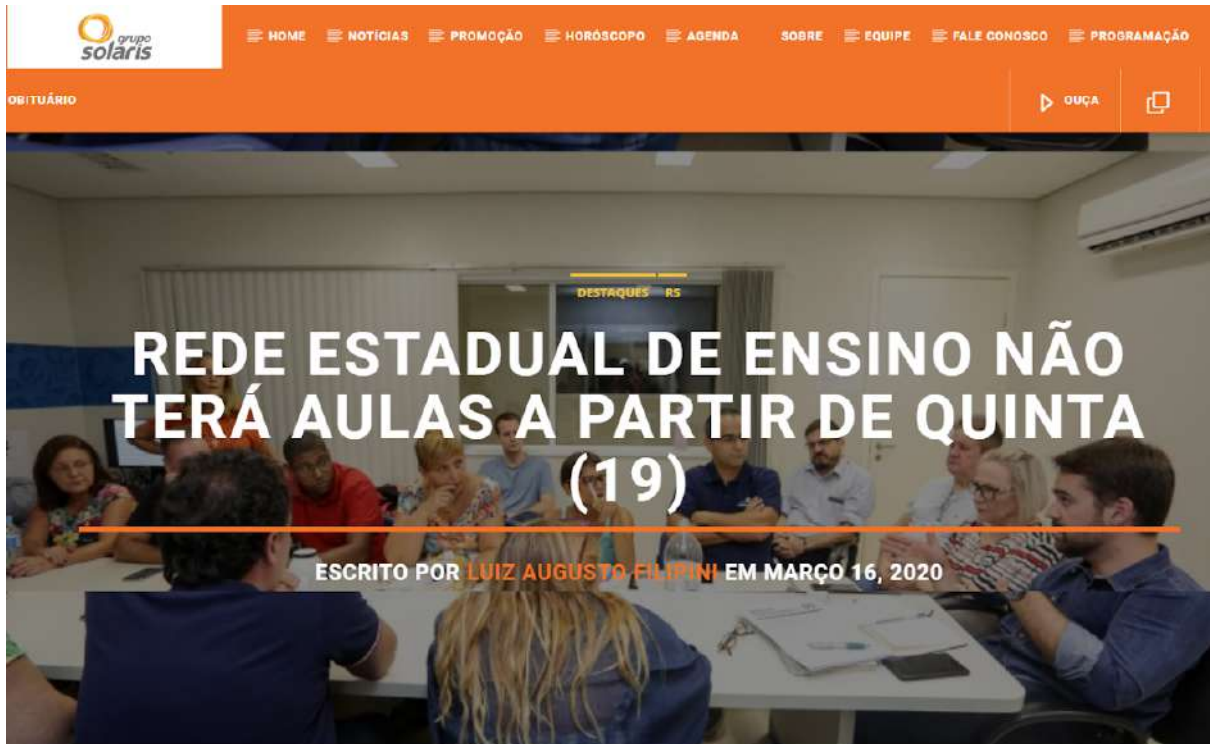 grupo
solaris
HOME NOTÍCIAS PROMOÇÃO HORÓSCOPO AGENDA SOBRE EQUIPE FALE CONOSCO PROGRAMAÇÃO
OBITUÁRIO
OUÇA
DESTAQUES RS
REDE ESTADUAL DE ENSINO NÃO
TERÁ AULAS A PARTIR DE QUINTA
(19)
ESCRITO POR LUIZ AUGUSTO FILIPINI EM MARÇO 16, 2020